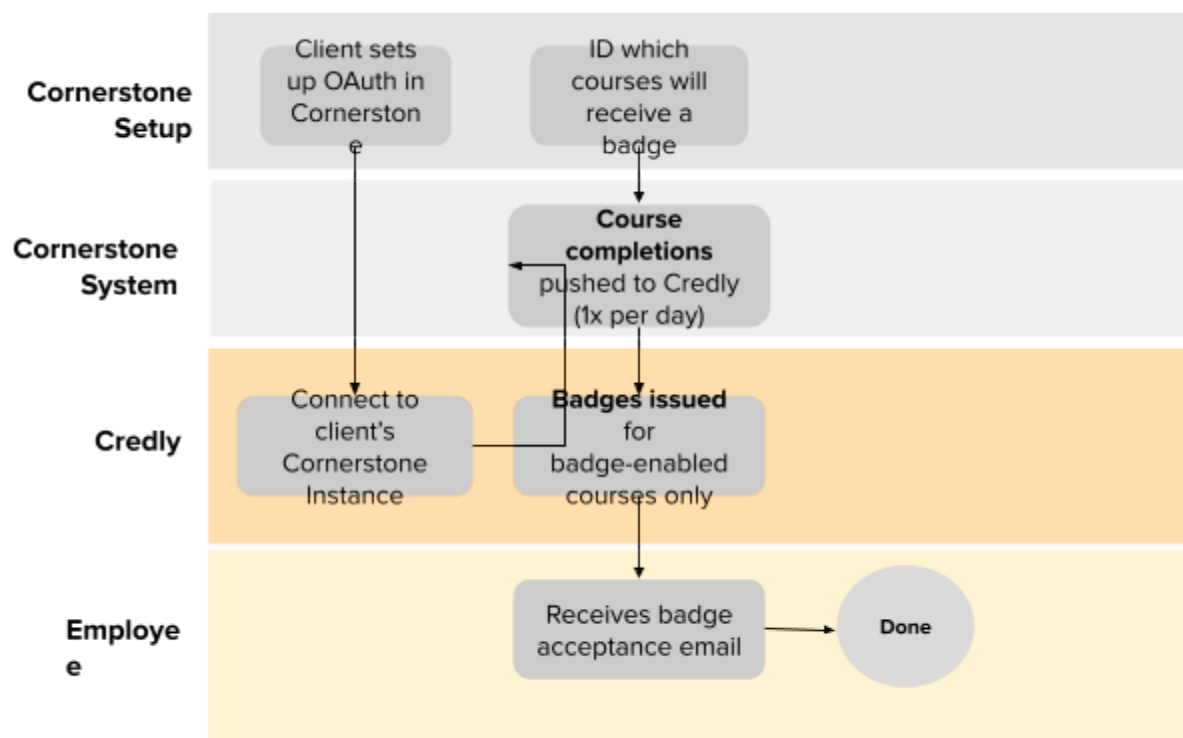 Cornerstone
Setup
Client sets
up OAuth in
Cornerston
e
ID which
courses will
receive a
badge
Cornerstone
System
Course
completions
pushed to Credly
(1x per day)
Credly
Connect to
client's
Cornerstone
Instance
Badges issued
for
badge-enabled
courses only
Employe
e
Receives badge
acceptance email
Done